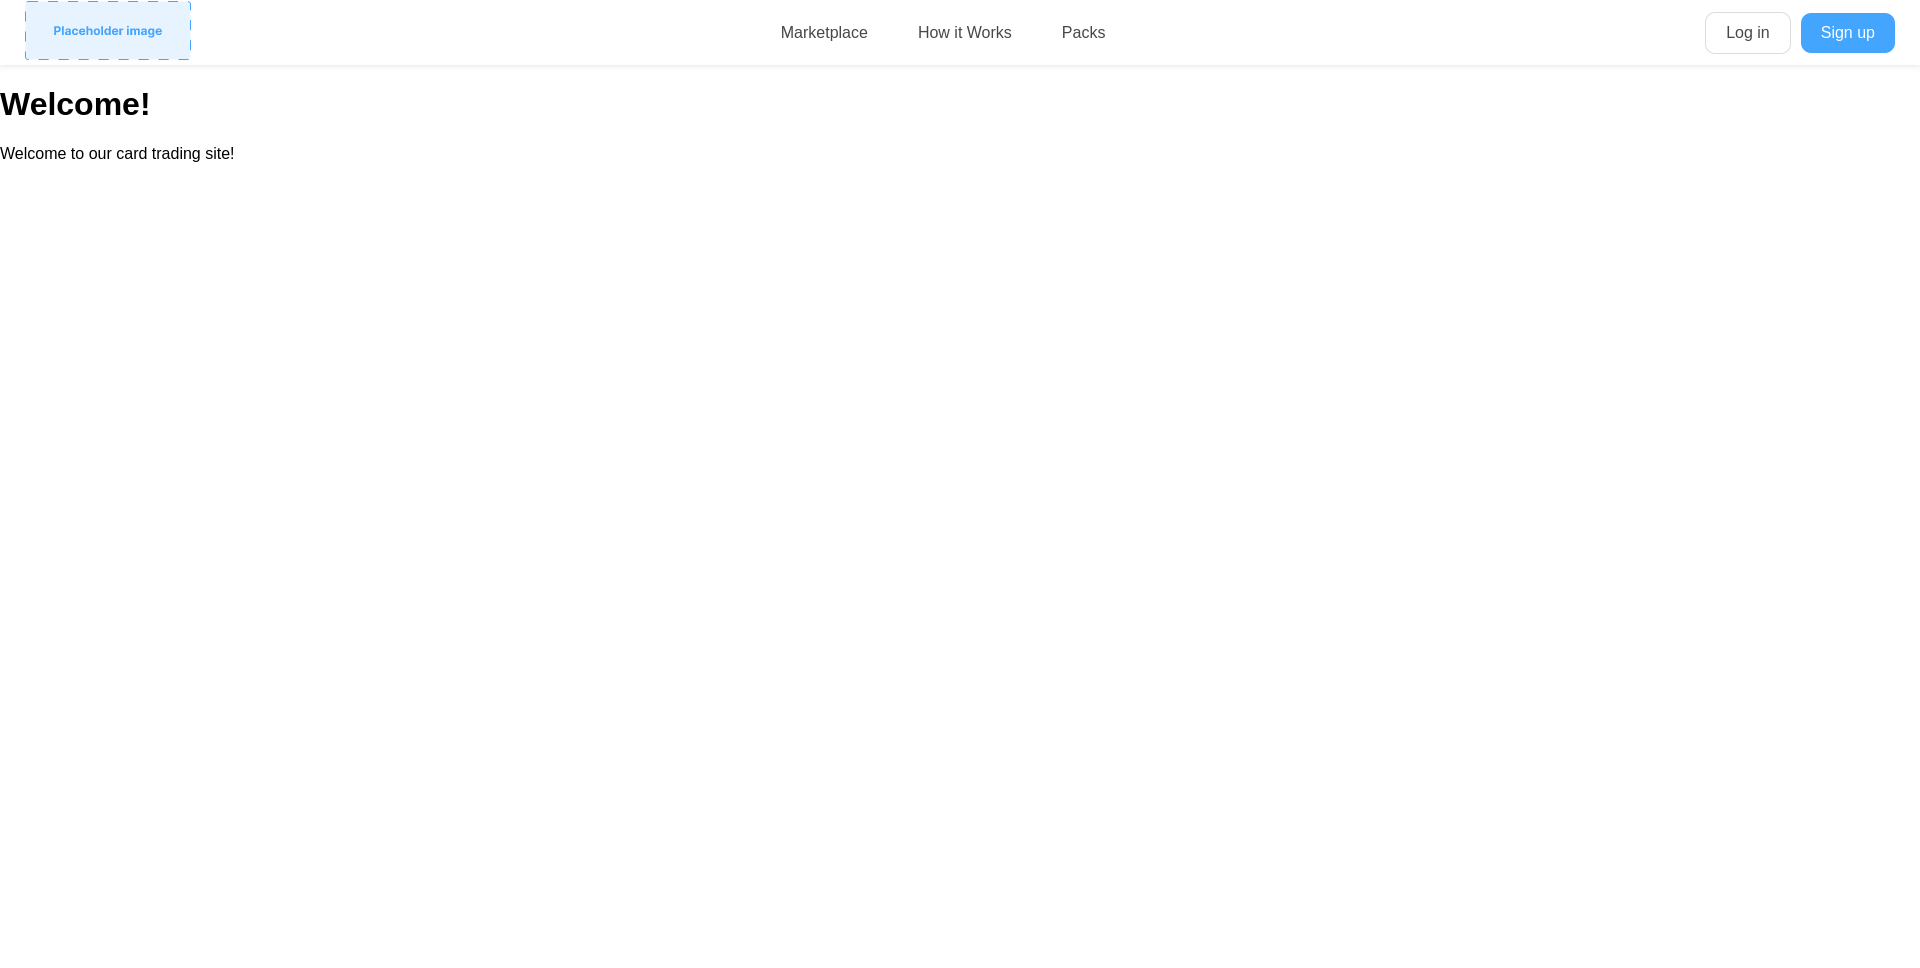 Placeholder image
Marketplace
How it Works
Packs
Log in
Sign up
Welcome!
Welcome to our card trading site!